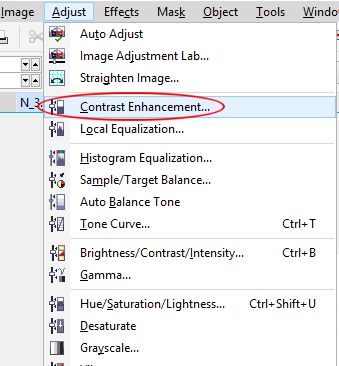 Image Adjust Effects Mask Object Tools Window
Auto Adjust
Image Adjustment Lab...
Straighten Image...
N_3
Contrast Enhancement...
Local Equalization...
Histogram Equalization
Sample/Target Balance...
Auto Balance Tone
Tone Curve... Ctrl+T
Brightness/Contrast/Intensity... Ctrl+B
Gamma...
Hue/Saturation/Lightness... Ctrl+Shift+U
Desaturate
Grayscale...